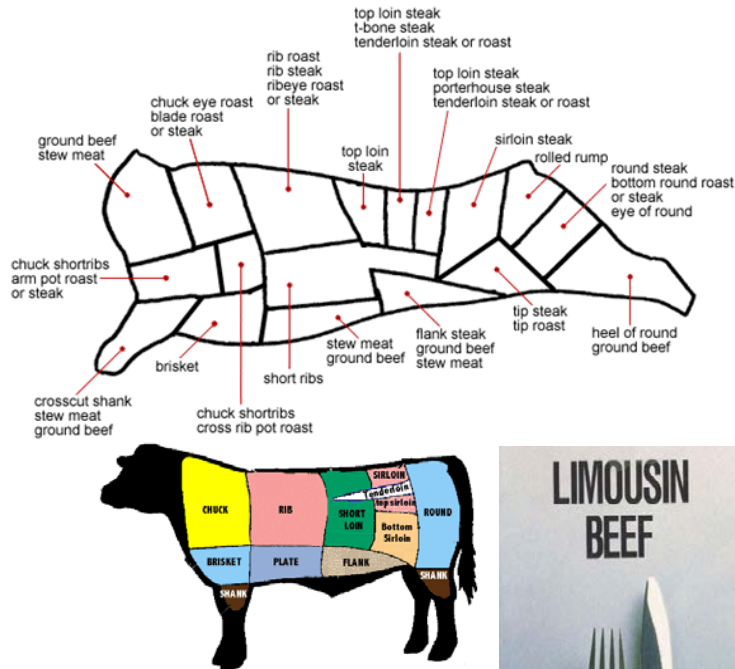 top loin steak
t-bone steak
tenderloin steak or roast
rib roast
rib steak
ribeye roast
or steak
top loin steak
porterhouse steak
tenderloin steak or roast
chuck eye roast
blade roast
or steak
ground beef
stew meat
top loin
steak
sirloin steak
rolled rump
round steak
bottom round roast
or steak
eye of round
chuck shortribs
arm pot roast
or steak
tip steak
tip roast
heel of round
ground beef
flank steak
ground beef
stew meat
stew meat
ground beef
brisket
short ribs
crosscut shank
stew meat
ground beef
chuck shortribs
cross rib pot roast
CHUCK
RIB
SHORT
LOIN
SIRLOIN
tenderloin
top sirloin
Bottom
Sirloin
ROUND
BRISKET
PLATE
FLANK
SHANK
SHANK
LIMOUSIN
BEEF